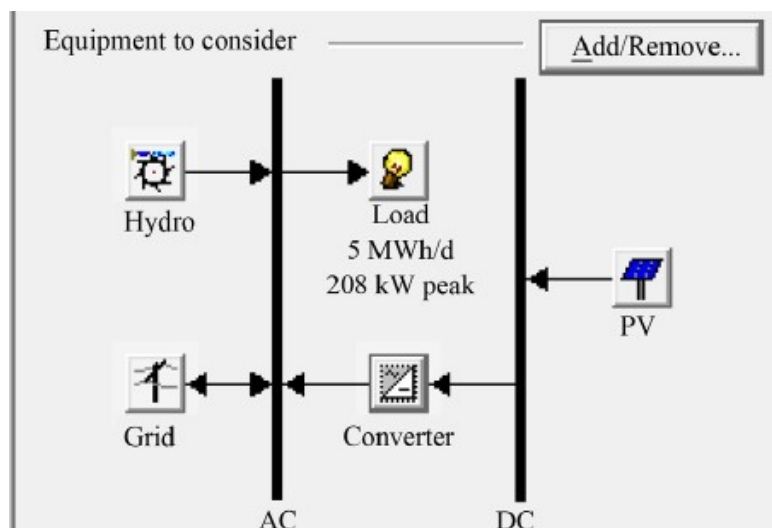 Equipment to consider
Add/Remove...
Hydro
Load
5 MWh/d
208 kW peak
PV
Grid
Converter
AC
DC